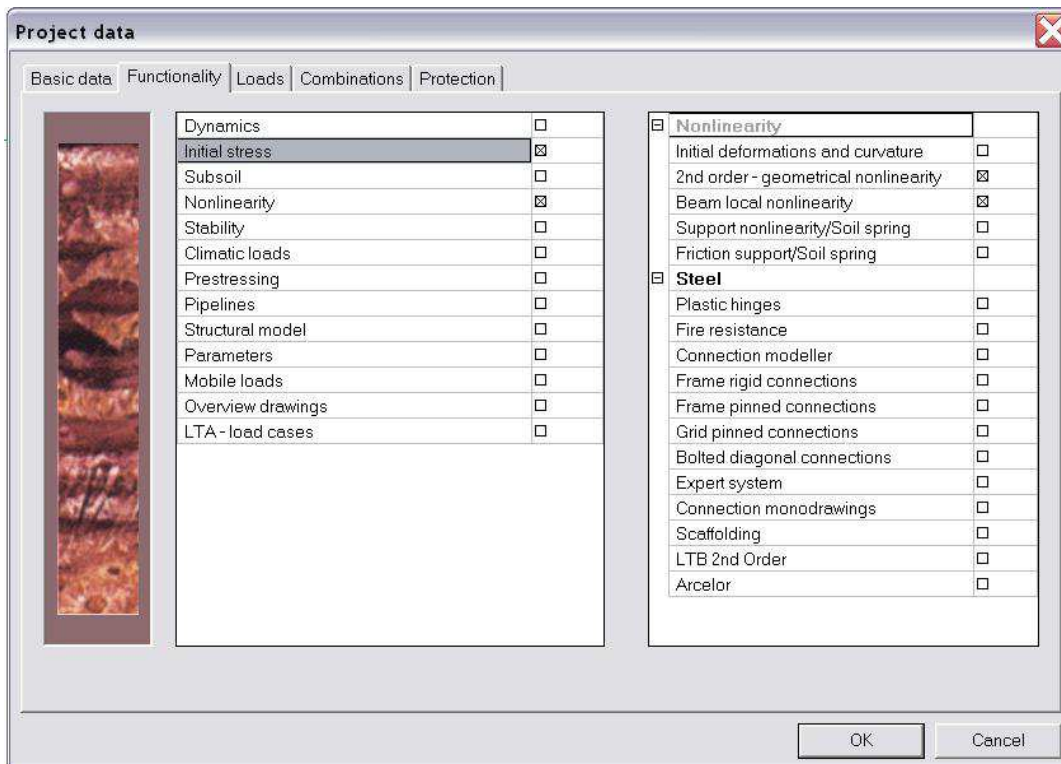 Project data
Basic data Functionality Loads Combinations Protection
Dynamics
Initial stress
Subsoil
Nonlinearity
Stability
Climatic loads
Prestressing
Pipelines
Structural model
Parameters
Mobile loads
Overview drawings
LTA - load cases
Nonlinearity
Initial deformations and curvature
2nd order - geometrical nonlinearity
Beam local nonlinearity
Support nonlinearity/Soil spring
Friction support/Soil spring
Steel
Plastic hinges
Fire resistance
Connection modeller
Frame rigid connections
Frame pinned connections
Grid pinned connections
Bolted diagonal connections
Expert system
Connection monodrawings
Scaffolding
LTB 2nd Order
Arcelor
OK Cancel